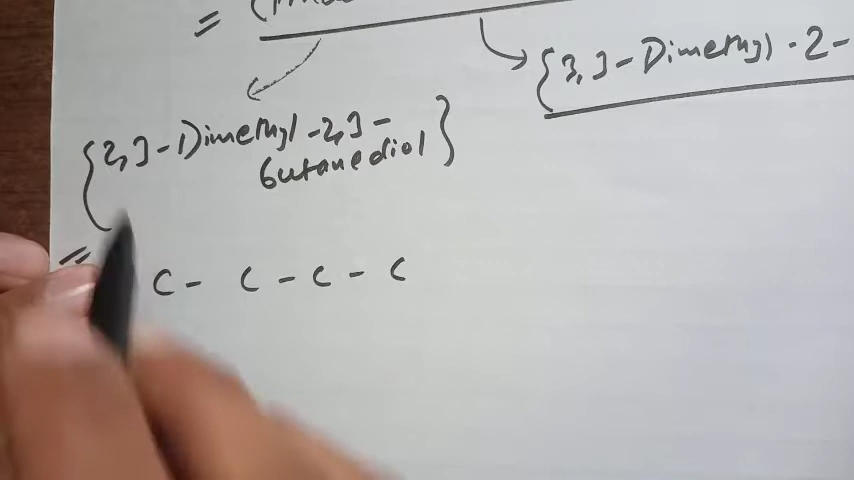 =
{3,3-Dimethyl-2-
{2,3-Dimethyl-2,3-
butanediol}
=
C - C - C - C